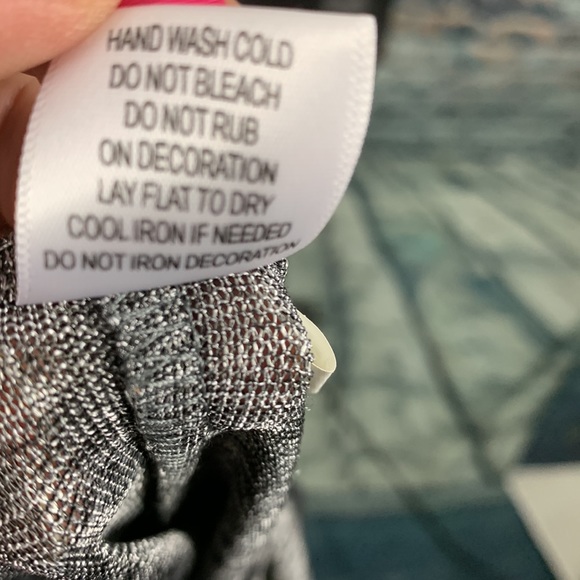 HAND WASH COLD
DO NOT BLEACH
DO NOT RUB
ON DECORATION
LAY FLAT TO DRY
COOL IRON IF NEEDED
DO NOT IRON DECORATION